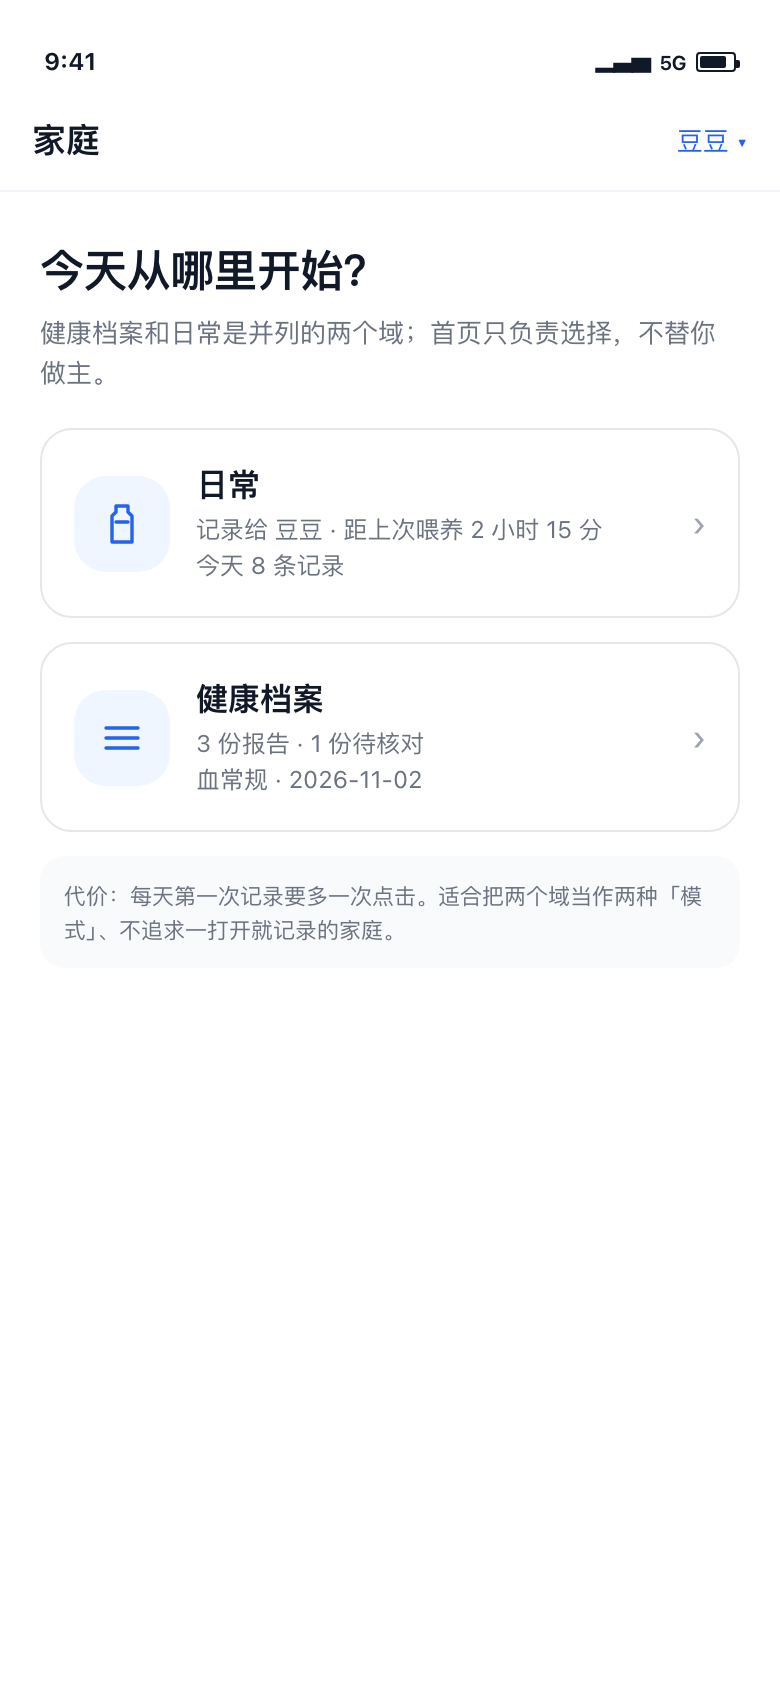 9:41
5G
家庭
豆豆 ▾
今天从哪里开始?
健康档案和日常是并列的两个域；首页只负责选择，不替你
做主。
日常
记录给 豆豆 · 距上次喂养 2 小时 15 分
今天 8 条记录
›
健康档案
3 份报告 · 1 份待核对
血常规 · 2026-11-02
›
代价：每天第一次记录要多一次点击。适合把两个域当作两种「模
式」、不追求一打开就记录的家庭。